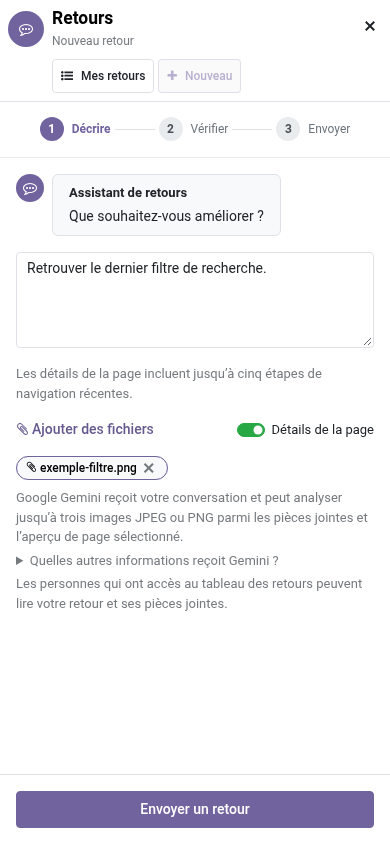 Retours
Nouveau retour
Mes retours
Nouveau
1 Décrire
2 Vérifier
3 Envoyer
Assistant de retours
Que souhaitez-vous améliorer ?
Retrouver le dernier filtre de recherche.
Les détails de la page incluent jusqu’à cinq étapes de
navigation récentes.
Ajouter des fichiers
Détails de la page
exemple-filtre.png
Google Gemini reçoit votre conversation et peut analyser
jusqu’à trois images JPEG ou PNG parmi les pièces jointes et
l’aperçu de page sélectionné.
Quelles autres informations reçoit Gemini ?
Les personnes qui ont accès au tableau des retours peuvent
lire votre retour et ses pièces jointes.
Envoyer un retour